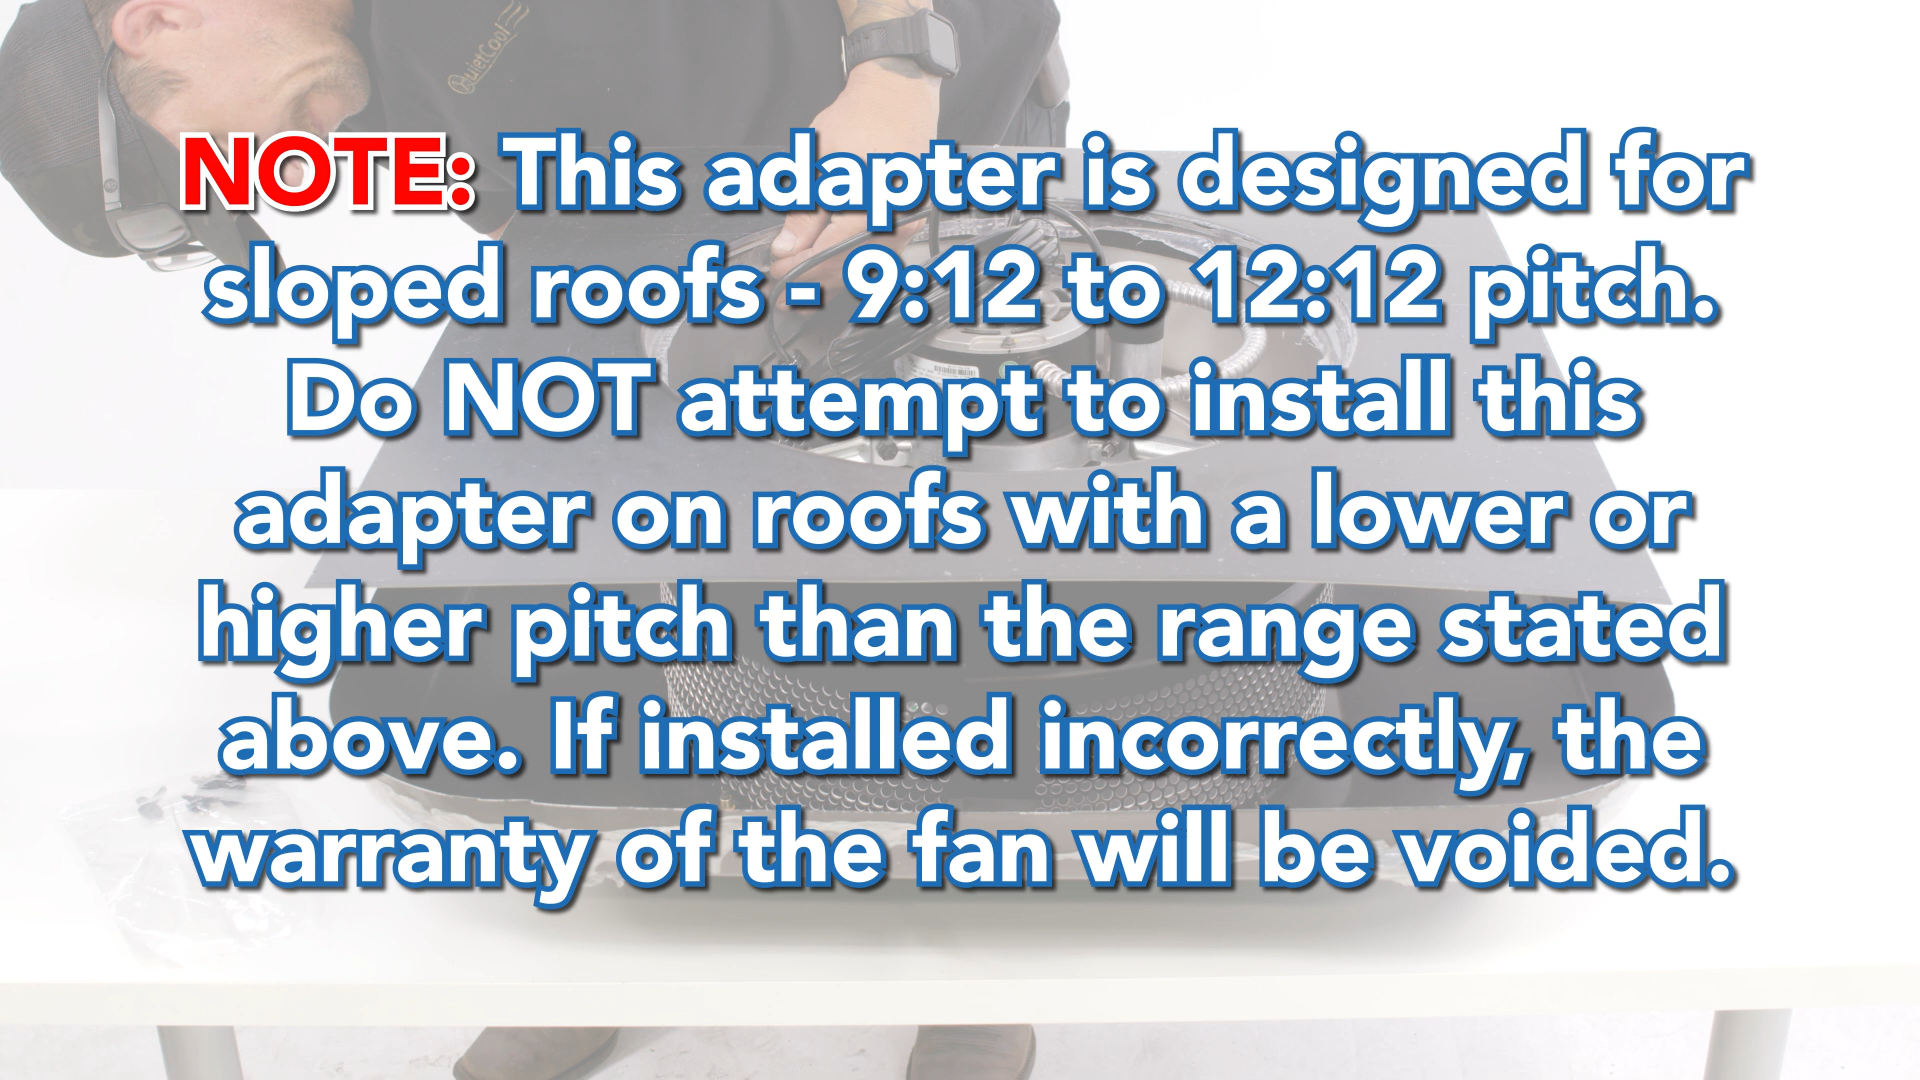 QuietCool
NOTE: This adapter is designed for
sloped roofs - 9:12 to 12:12 pitch.
Do NOT attempt to install this
adapter on roofs with a lower or
higher pitch than the range stated
above. If installed incorrectly, the
warranty of the fan will be voided.